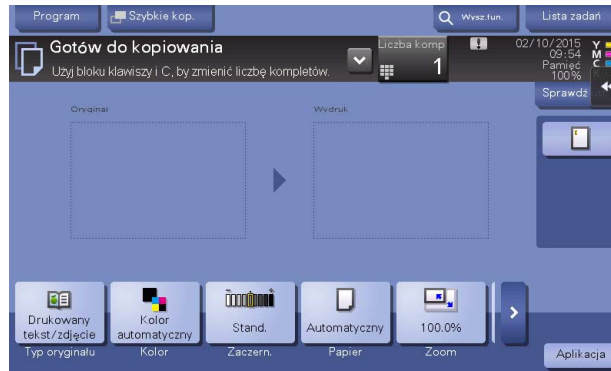 Program
Szybkie kop.
Wysz.fun.
Lista zadań
Gotów do kopiowania
Użyj bloku klawiszy i C, by zmienić liczbę kompletów.
Liczba komp
1
02/10/2015
09:54
Pamięć
100%
Y
M
C
Sprawdź
Oryginał
Wydruk
Drukowany
tekst/zdjęcie
Kolor
automatyczny
Stand.
Automatyczny
100.0%
Typ oryginału
Kolor
Zaczern.
Papier
Zoom
Aplikacja